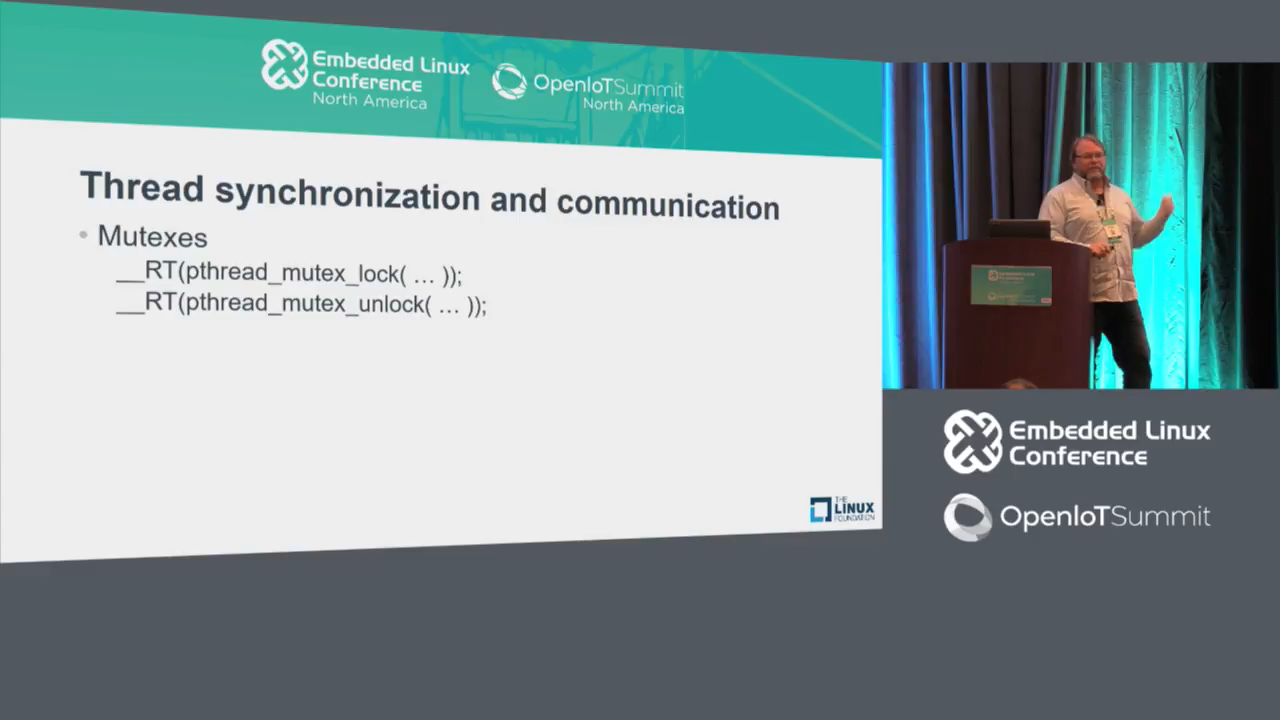 Embedded Linux
Conference
North America
OpenIoTSummit
North America
Thread synchronization and communication
• Mutexes
__RT(pthread_mutex_lock( … ));
__RT(pthread_mutex_unlock( … ));
THE
LINUX
FOUNDATION
Embedded Linux
Conference
OpenIoTSummit